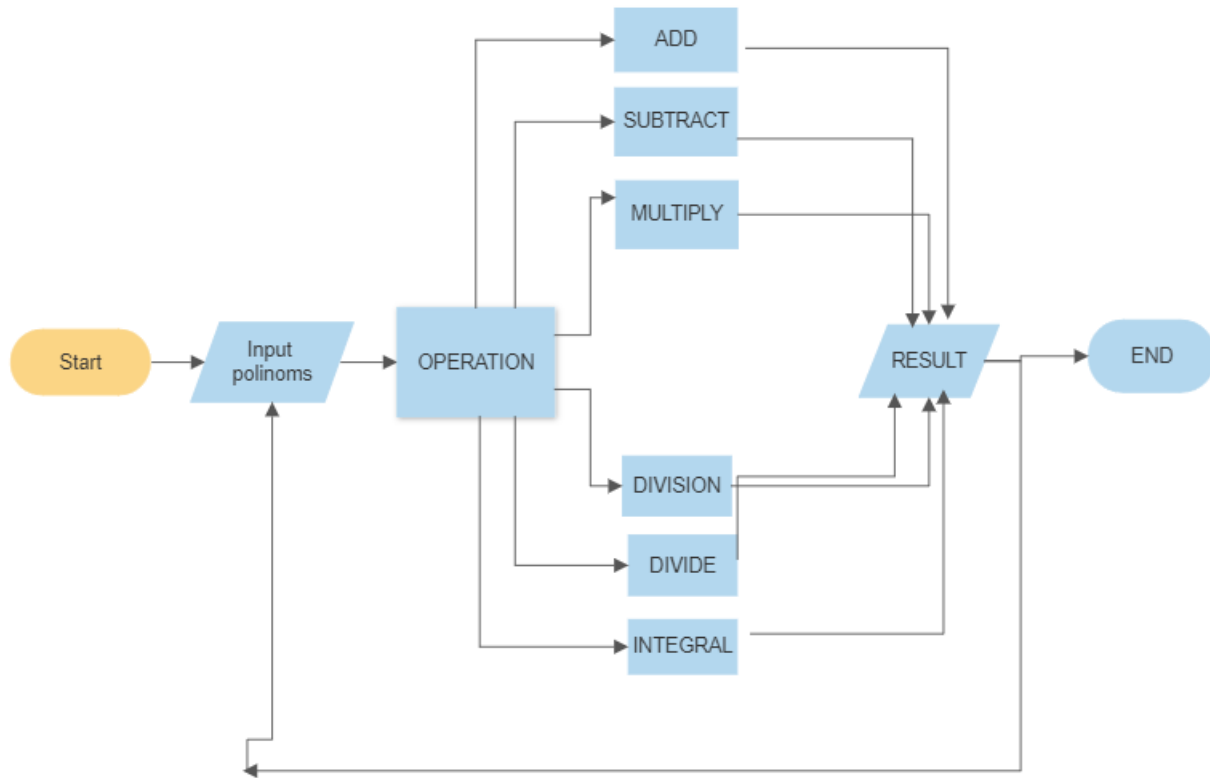 ADD
SUBTRACT
MULTIPLY
Start
Input
polinoms
OPERATION
RESULT
END
DIVISION
DIVIDE
INTEGRAL